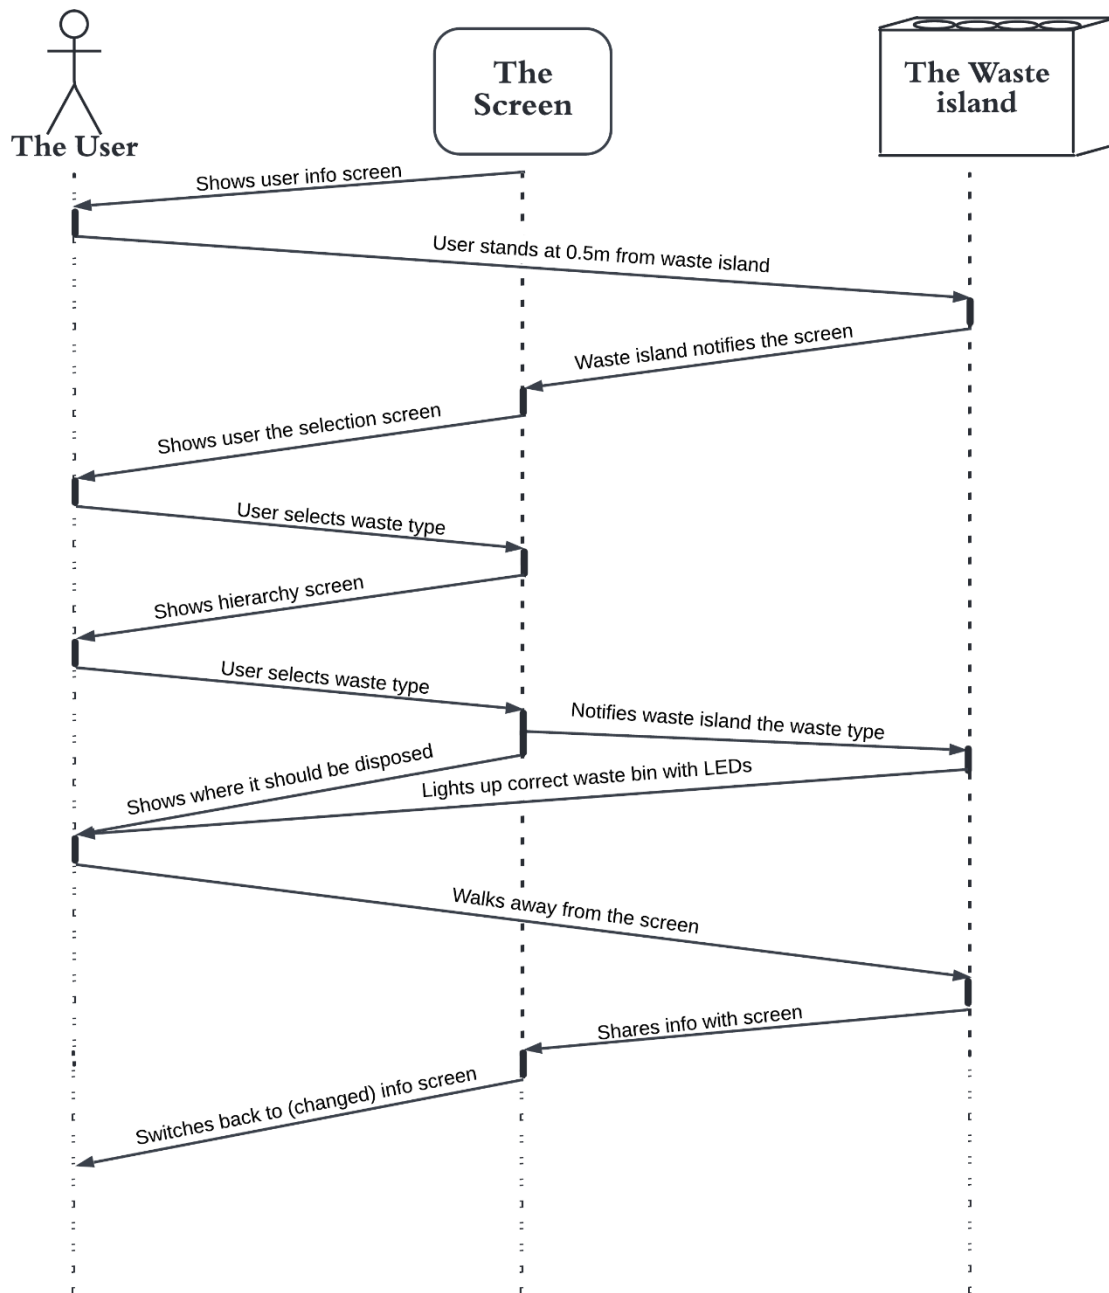 The User
The
Screen
The Waste
island
Shows user info screen
User stands at 0.5m from waste island
Waste island notifies the screen
Shows user the selection screen
User selects waste type
Shows hierarchy screen
User selects waste type
Notifies waste island the waste type
Shows where it should be disposed
Lights up correct waste bin with LEDs
Walks away from the screen
Shares info with screen
Switches back to (changed) info screen